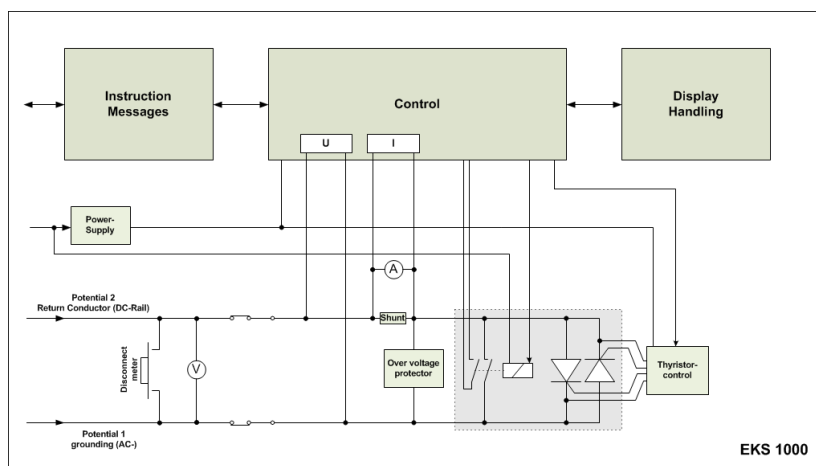 Instruction
Messages
Control
Display
Handling
U
I
Power-
Supply
A
Potential 2
Return Conductor (DC-Rail)
Shunt
Disconnect
meter
V
Over voltage
protector
Thyristor-
control
Potential 1
grounding (AC-)
EKS 1000